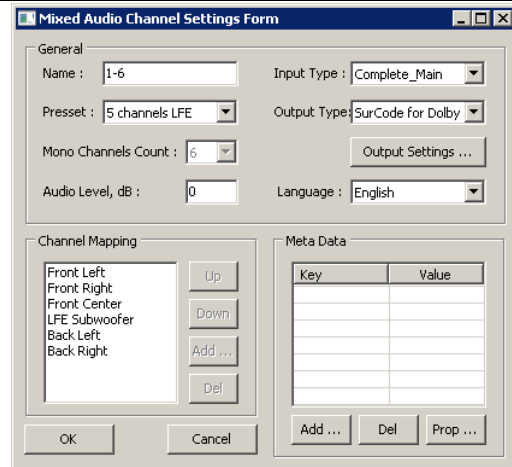 Mixed Audio Channel Settings Form
General
Name : 1-6 Input Type : Complete_Main
Presset : 5 channels LFE Output Type: SurCode for Dolby
Mono Channels Count : 6 Output Settings ...
Audio Level, dB : 0 Language : English
Channel Mapping
Front Left
Front Right
Front Center
LFE Subwoofer
Back Left
Back Right
Up
Down
Add ...
Del
Meta Data
Key Value
Add ... Del Prop ...
OK Cancel